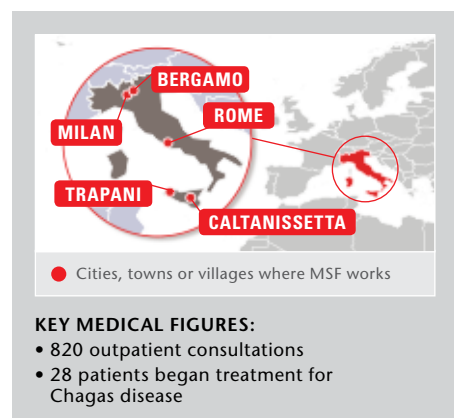 BERGAMO
ROME
MILAN
TRAPANI
CALTANISSETTA
Cities, towns or villages where MSF works
KEY MEDICAL FIGURES:
• 820 outpatient consultations
• 28 patients began treatment for
Chagas disease